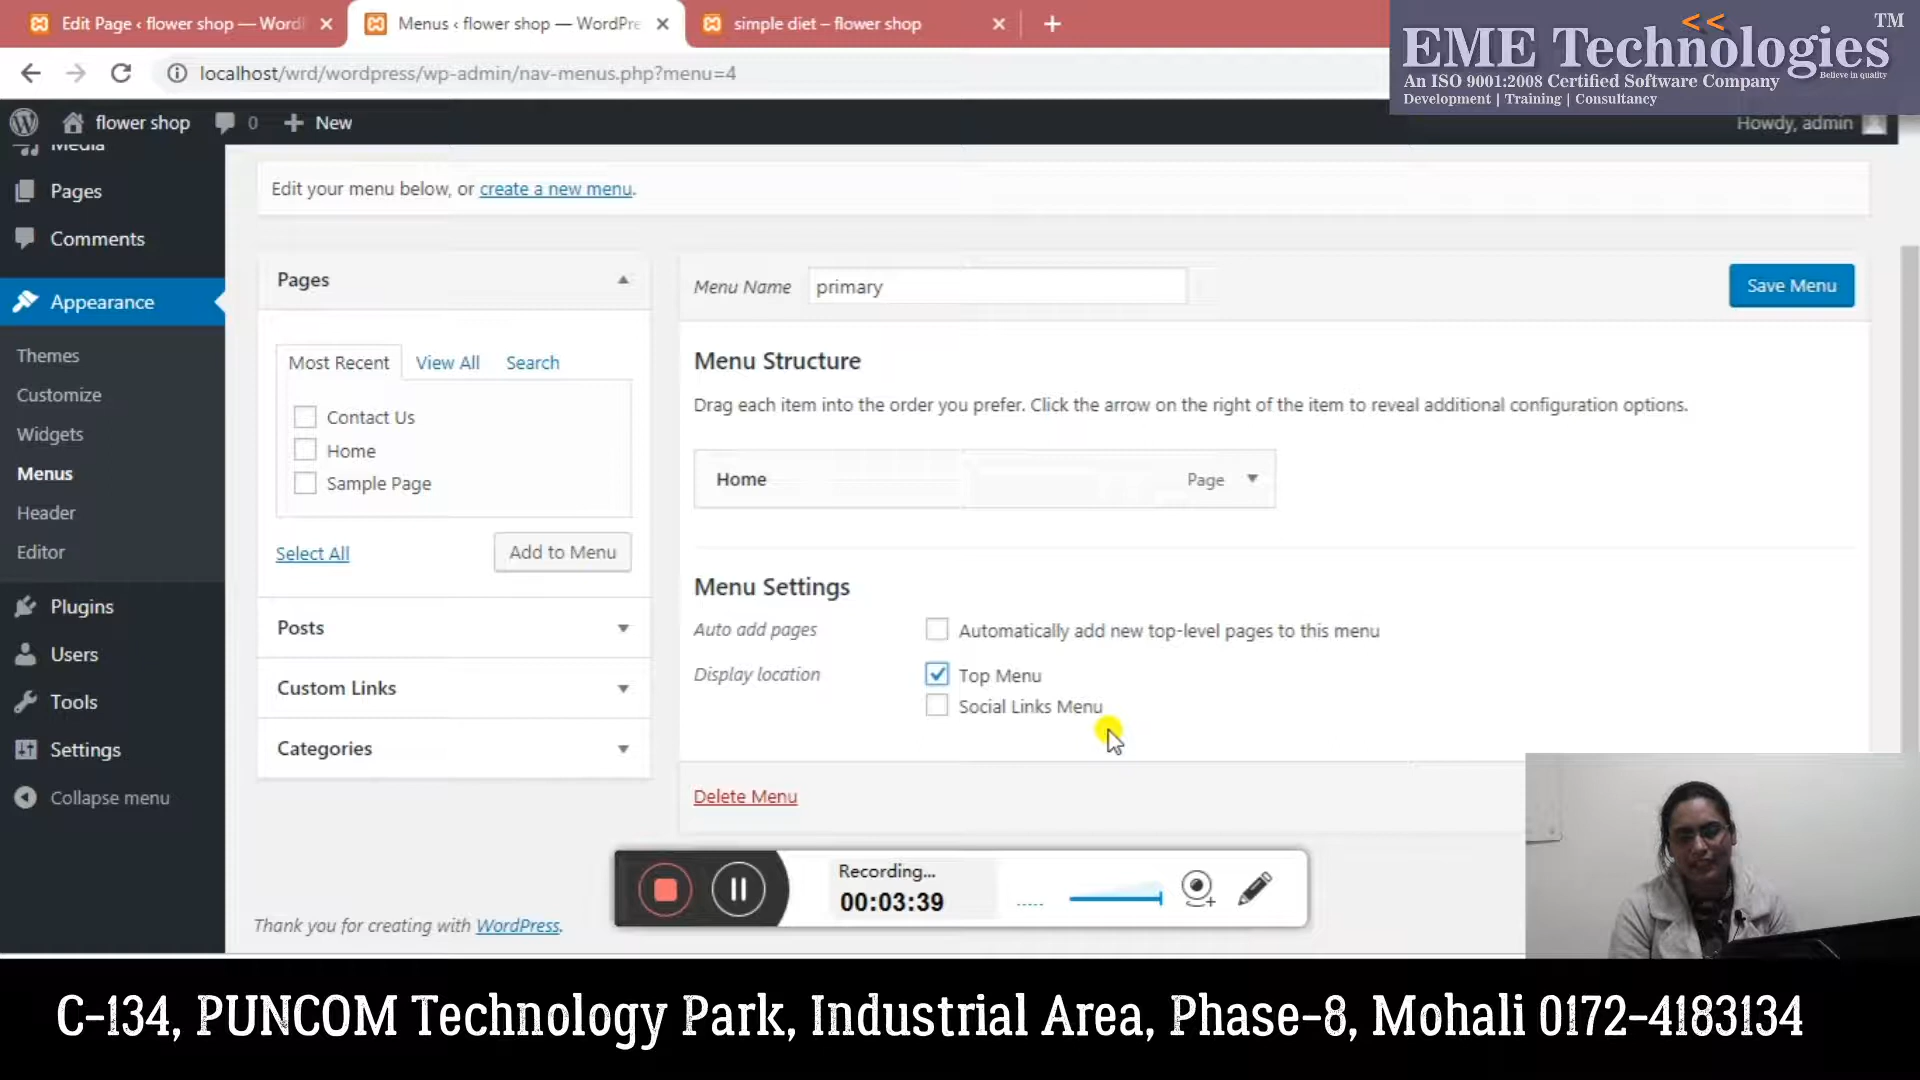 Edit Page ‹ flower shop — Word
Menus ‹ flower shop — WordPre
simple diet – flower shop
localhost/wrd/wordpress/wp-admin/nav-menus.php?menu=4
<< TM
EME Technologies
Believe in quality
An ISO 9001:2008 Certified Software Company
Development | Training | Consultancy
flower shop
0
New
Howdy, admin
Media
Pages
Comments
Appearance
Themes
Customize
Widgets
Menus
Header
Editor
Plugins
Users
Tools
Settings
Collapse menu
Edit your menu below, or create a new menu.
Pages
Most Recent
View All
Search
Contact Us
Home
Sample Page
Select All
Add to Menu
Posts
Custom Links
Categories
Menu Name
primary
Save Menu
Menu Structure
Drag each item into the order you prefer. Click the arrow on the right of the item to reveal additional configuration options.
Home
Page
Menu Settings
Auto add pages
Automatically add new top-level pages to this menu
Display location
Top Menu
Social Links Menu
Delete Menu
Recording...
00:03:39
Thank you for creating with WordPress.
C-134, PUNCOM Technology Park, Industrial Area, Phase-8, Mohali 0172-4183134